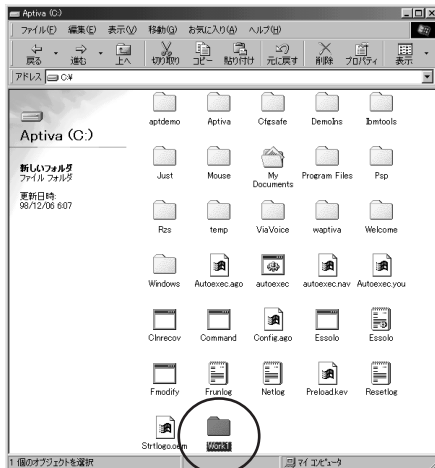 Aptiva (C:)
ファイル(F) 編集(E) 表示(V) 移動(G) お気に入り(A) ヘルプ(H)
戻る 進む 上へ 切り取り コピー 貼り付け 元に戻す 削除 プロパティ 表示
アドレス C:¥
Aptiva (C:)
新しいフォルダ
ファイル フォルダ
更新日時:
98/12/06 6:07
aptdemo Aptiva Cfgsafe DemoIns Ibmtools
Just Mouse My Documents Program Files Psp
Rzs temp ViaVoice waptiva Welcome
Windows Autoexec.ago autoexec autoexec.nav Autoexec.you
Clnrecov Command Config.ago Essolo Essolo
Fmodify Frunlog Netlog Preload.kev Resetlog
Strtlogo.oem Work1
1 個のオブジェクトを選択 マイ コンピュータ